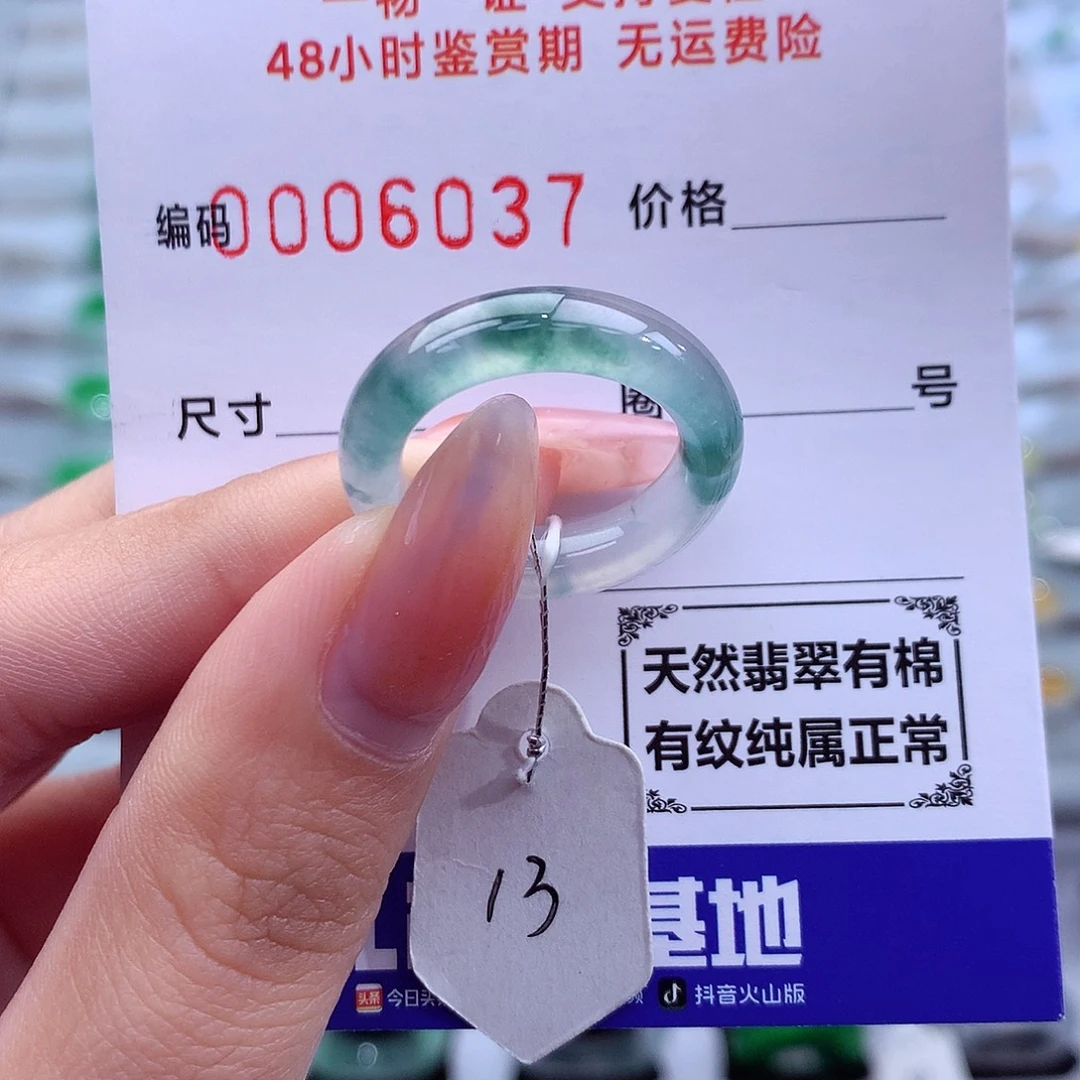 48小时鉴赏期 无运费险
编码0006037 价格
尺寸 圈 号
天然翡翠有棉
有纹纯属正常
13
基地
今日头 抖音火山版